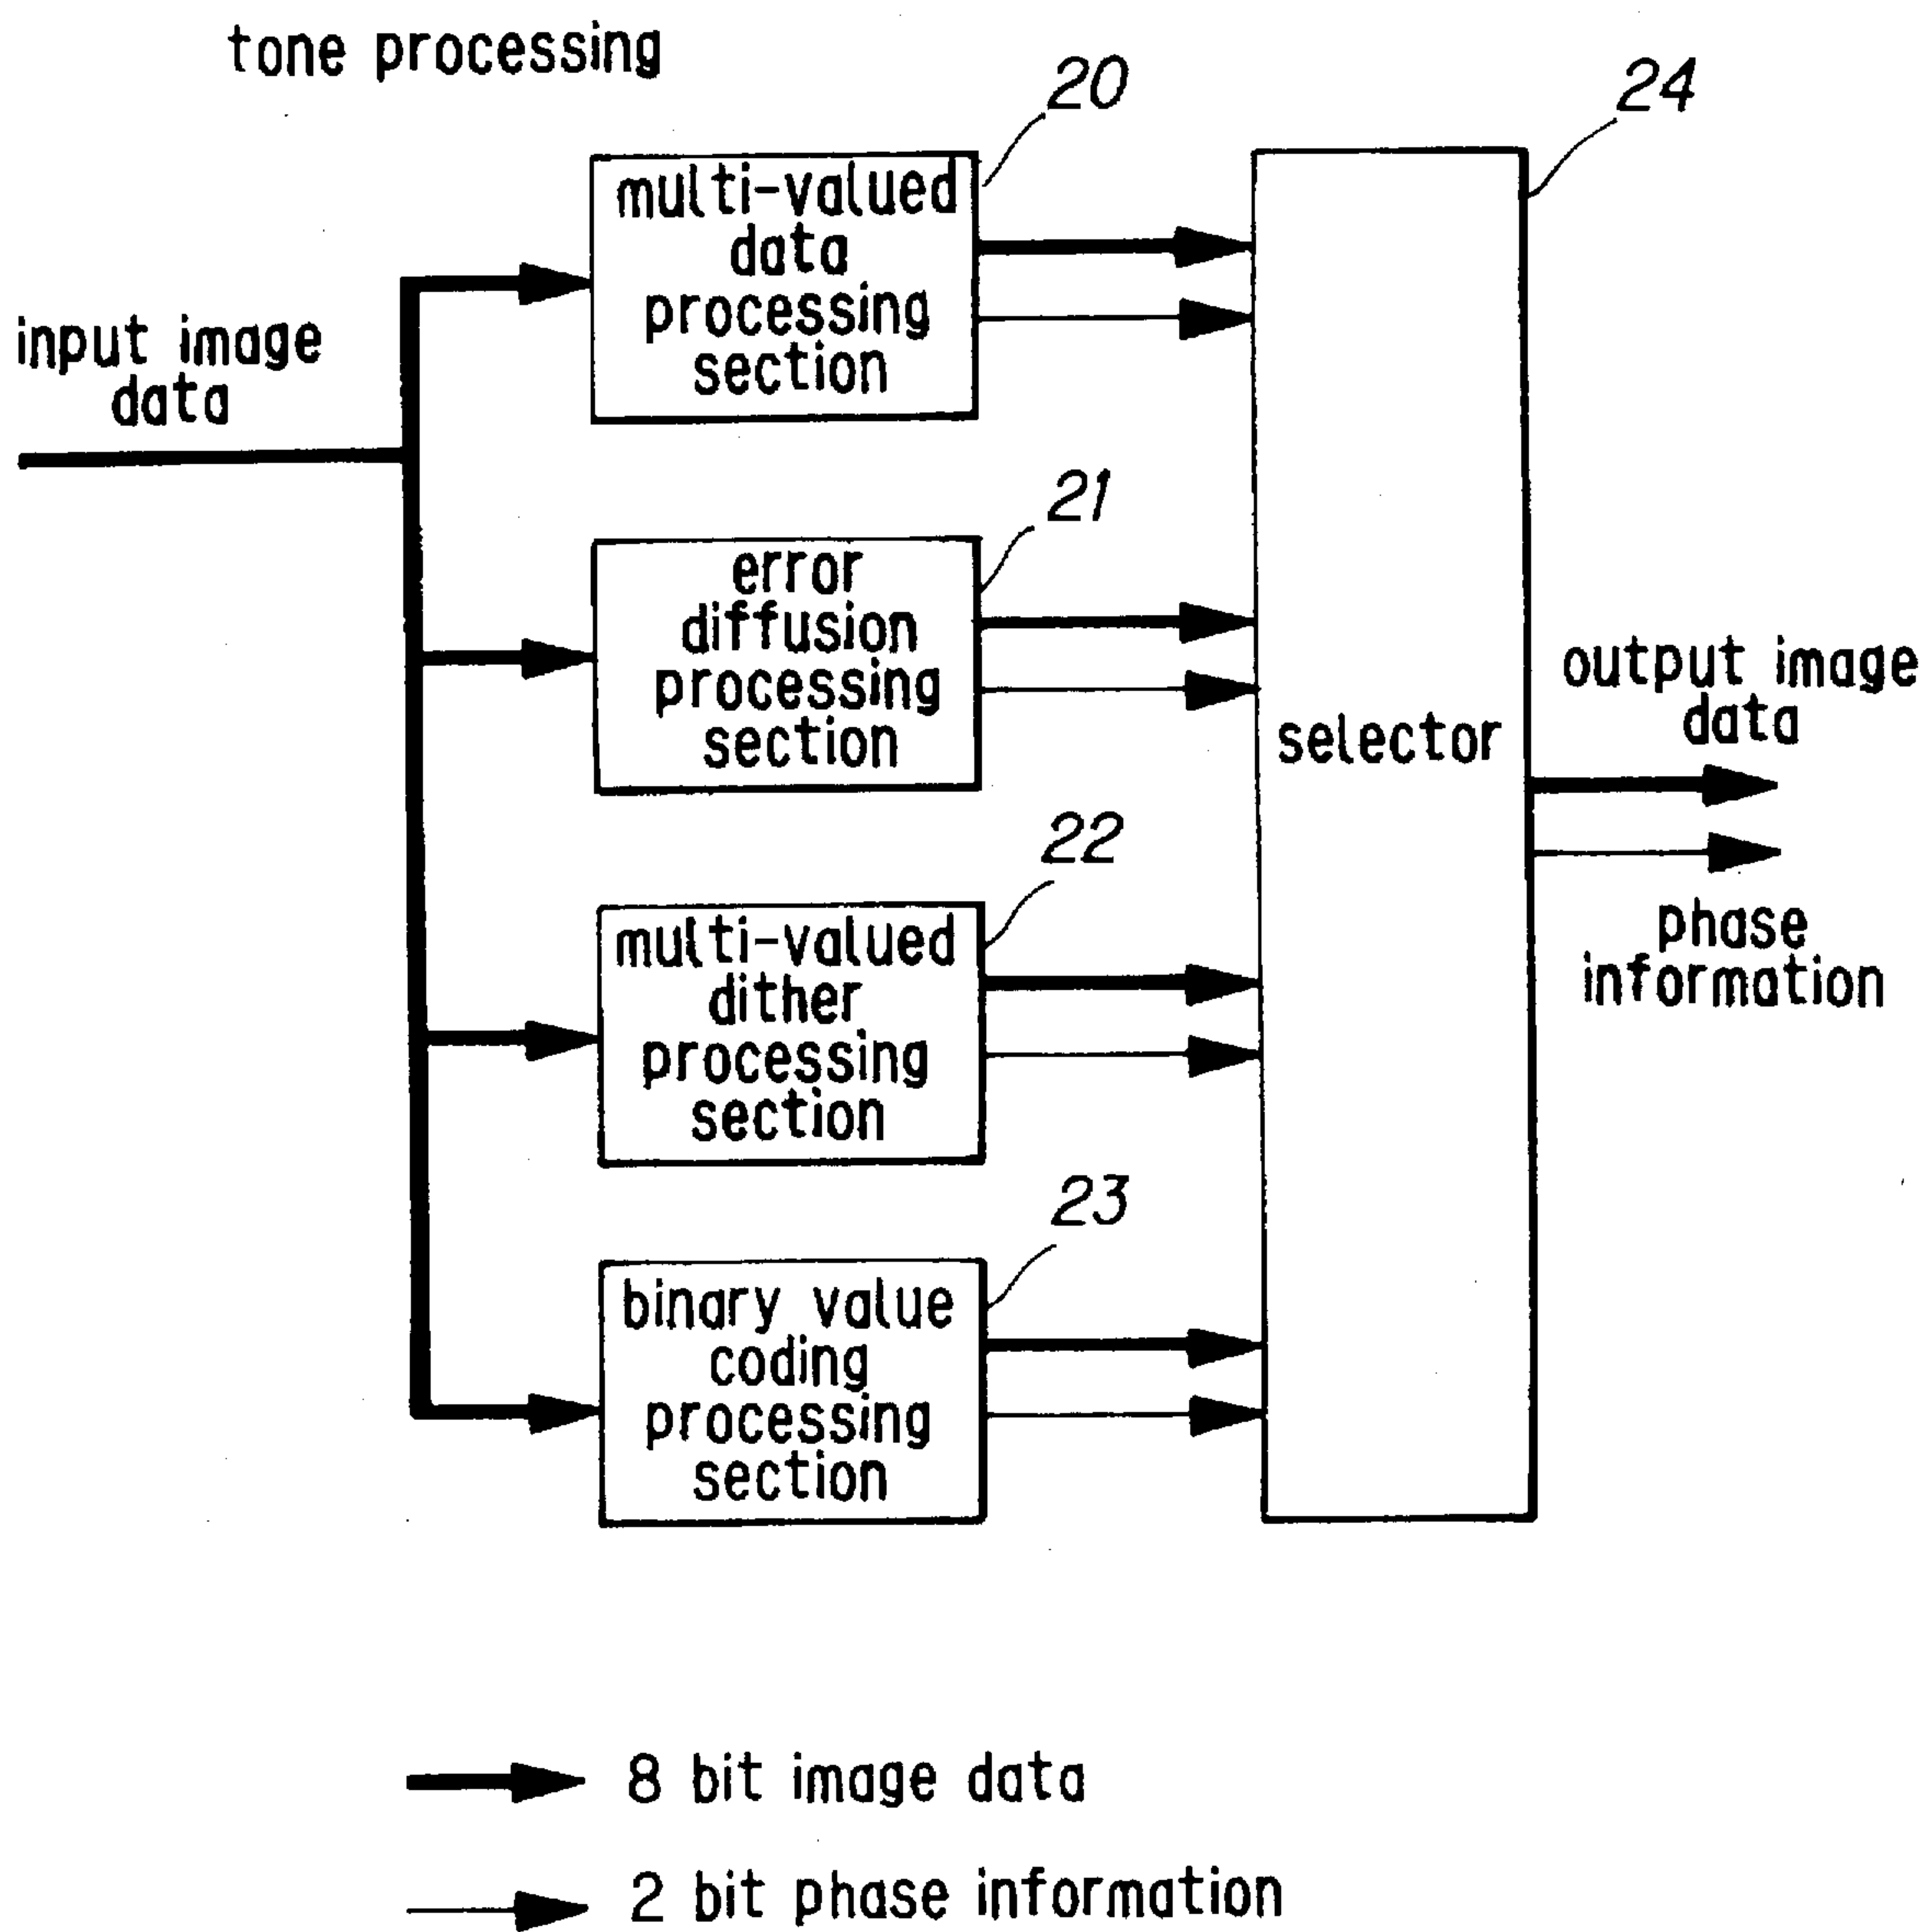 tone processing
20
24
multi-valued
data
processing
section
input image
data
21
error
diffusion
processing
section
selector
output image
data
22
phase
information
multi-valued
dither
processing
section
23
binary value
coding
processing
section
8 bit image data
2 bit phase information